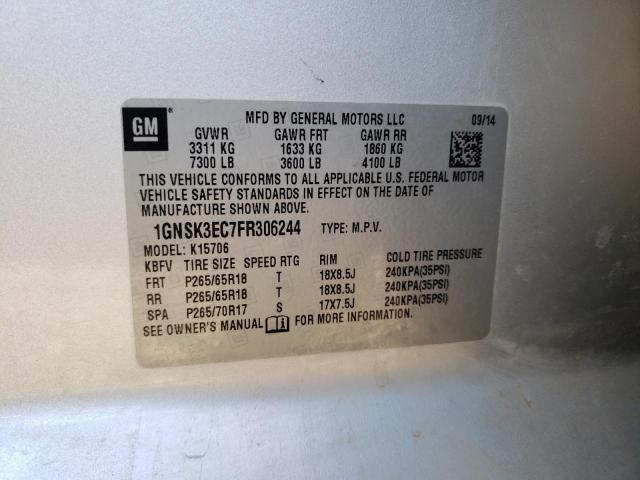 GM®
MFD BY GENERAL MOTORS LLC 09/14
GVWR GAWR FRT GAWR RR
3311 KG 1633 KG 1860 KG
7300 LB 3600 LB 4100 LB
THIS VEHICLE CONFORMS TO ALL APPLICABLE U.S. FEDERAL MOTOR
VEHICLE SAFETY STANDARDS IN EFFECT ON THE DATE OF
MANUFACTURE SHOWN ABOVE.
1GNSK3EC7FR306244 TYPE: M.P.V.
MODEL: K15706
KBFV TIRE SIZE SPEED RTG RIM COLD TIRE PRESSURE
FRT P265/65R18 T 18X8.5J 240KPA(35PSI)
RR P265/65R18 T 18X8.5J 240KPA(35PSI)
SPA P265/70R17 S 17X7.5J 240KPA(35PSI)
SEE OWNER'S MANUAL i FOR MORE INFORMATION.